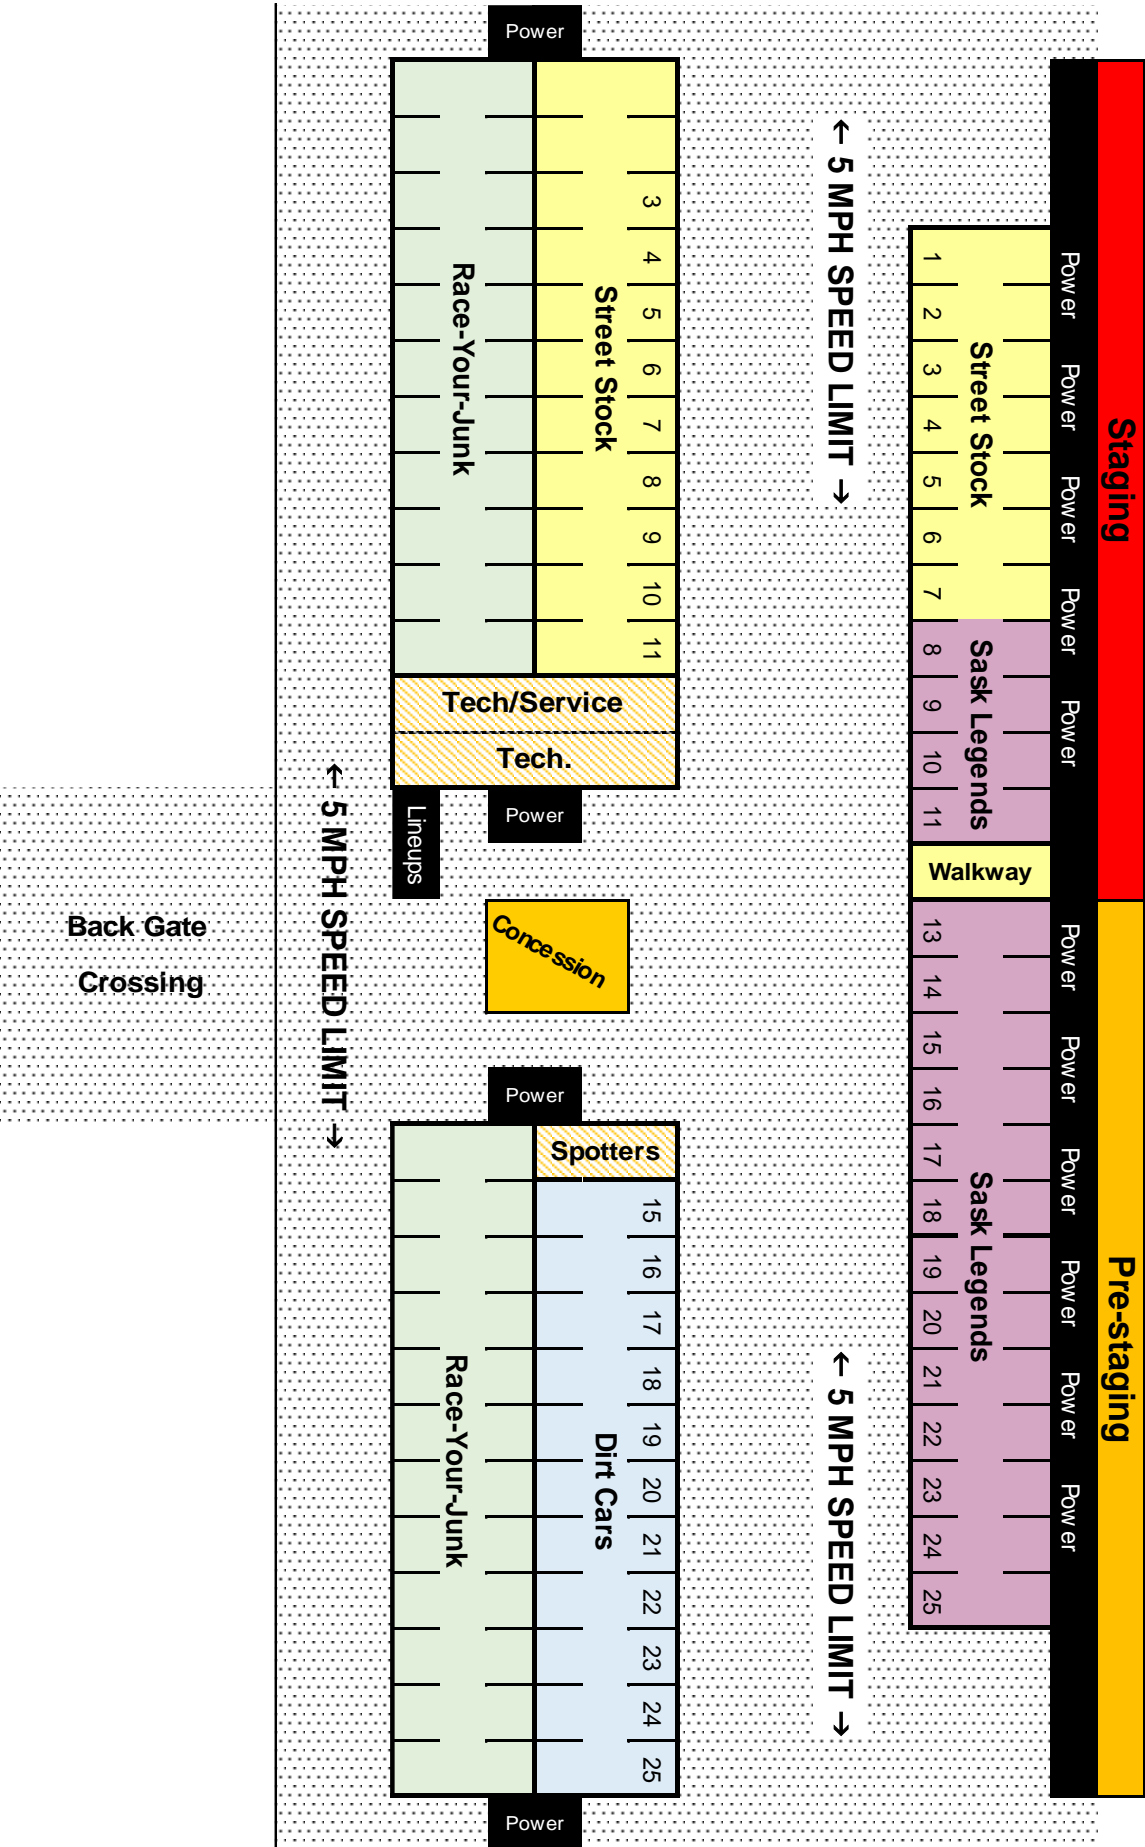 Power
Race-Your-Junk
Street Stock
3
4
5
6
7
8
9
10
11
Tech/Service
Tech.
Lineups
Power
← 5 MPH SPEED LIMIT →
Back Gate
Crossing
Concession
Power
Spotters
Race-Your-Junk
Dirt Cars
15
16
17
18
19
20
21
22
23
24
25
Power
← 5 MPH SPEED LIMIT →
← 5 MPH SPEED LIMIT →
1
2
3
4
5
6
7
Street Stock
8
9
10
11
Sask Legends
Walkway
13
14
15
16
17
18
19
20
21
22
23
24
25
Sask Legends
Power
Power
Power
Power
Power
Power
Power
Power
Power
Power
Power
Staging
Pre-staging